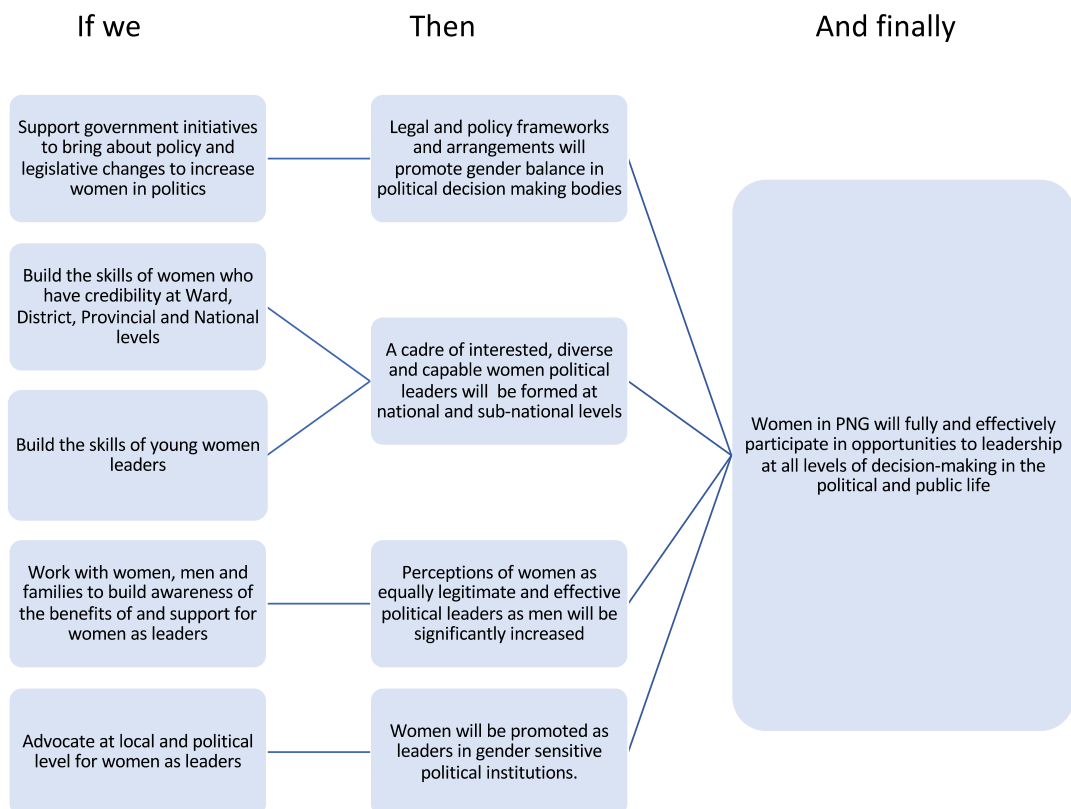 If we
Then
And finally
Support government initiatives
to bring about policy and
legislative changes to increase
women in politics
Legal and policy frameworks
and arrangements will
promote gender balance in
political decision making bodies
Build the skills of women who
have credibility at Ward,
District, Provincial and National
levels
A cadre of interested, diverse
and capable women political
leaders will  be formed at
national and sub-national levels
Build the skills of young women
leaders
Women in PNG will fully and effectively
participate in opportunities to leadership
at all levels of decision-making in the
political and public life
Work with women, men and
families to build awareness of
the benefits of and support for
women as leaders
Perceptions of women as
equally legitimate and effective
political leaders as men will be
significantly increased
Advocate at local and political
level for women as leaders
Women will be promoted as
leaders in gender sensitive
political institutions.